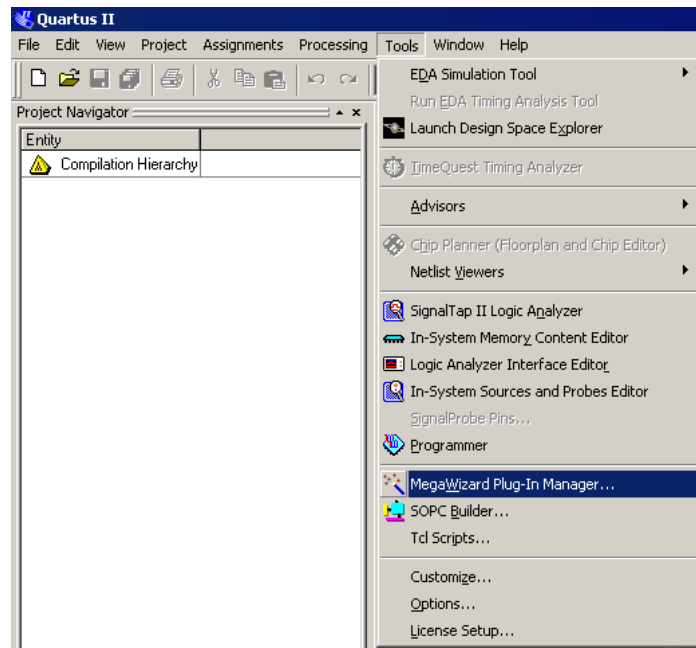 Quartus II
File Edit View Project Assignments Processing Tools Window Help
Project Navigator
Entity
Compilation Hierarchy
EDA Simulation Tool
Run EDA Timing Analysis Tool
Launch Design Space Explorer
TimeQuest Timing Analyzer
Advisors
Chip Planner (Floorplan and Chip Editor)
Netlist Viewers
SignalTap II Logic Analyzer
In-System Memory Content Editor
Logic Analyzer Interface Editor
In-System Sources and Probes Editor
SignalProbe Pins...
Programmer
MegaWizard Plug-In Manager...
SOPC Builder...
Tcl Scripts...
Customize...
Options...
License Setup...